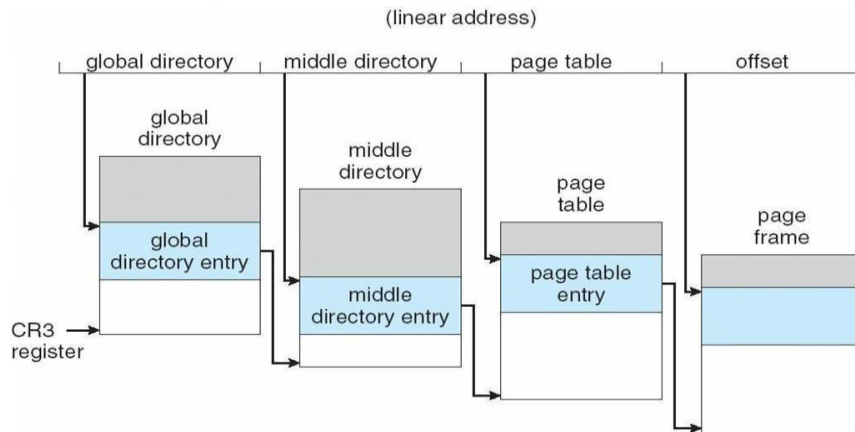 (linear address)
global directory
middle directory
page table
offset
global
directory
middle
directory
page
table
page
frame
global
directory entry
middle
directory entry
page table
entry
CR3
register